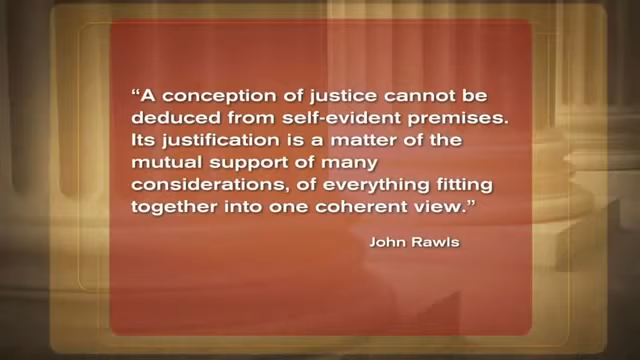 “A conception of justice cannot be
deduced from self-evident premises.
Its justification is a matter of the
mutual support of many
considerations, of everything fitting
together into one coherent view.”
John Rawls